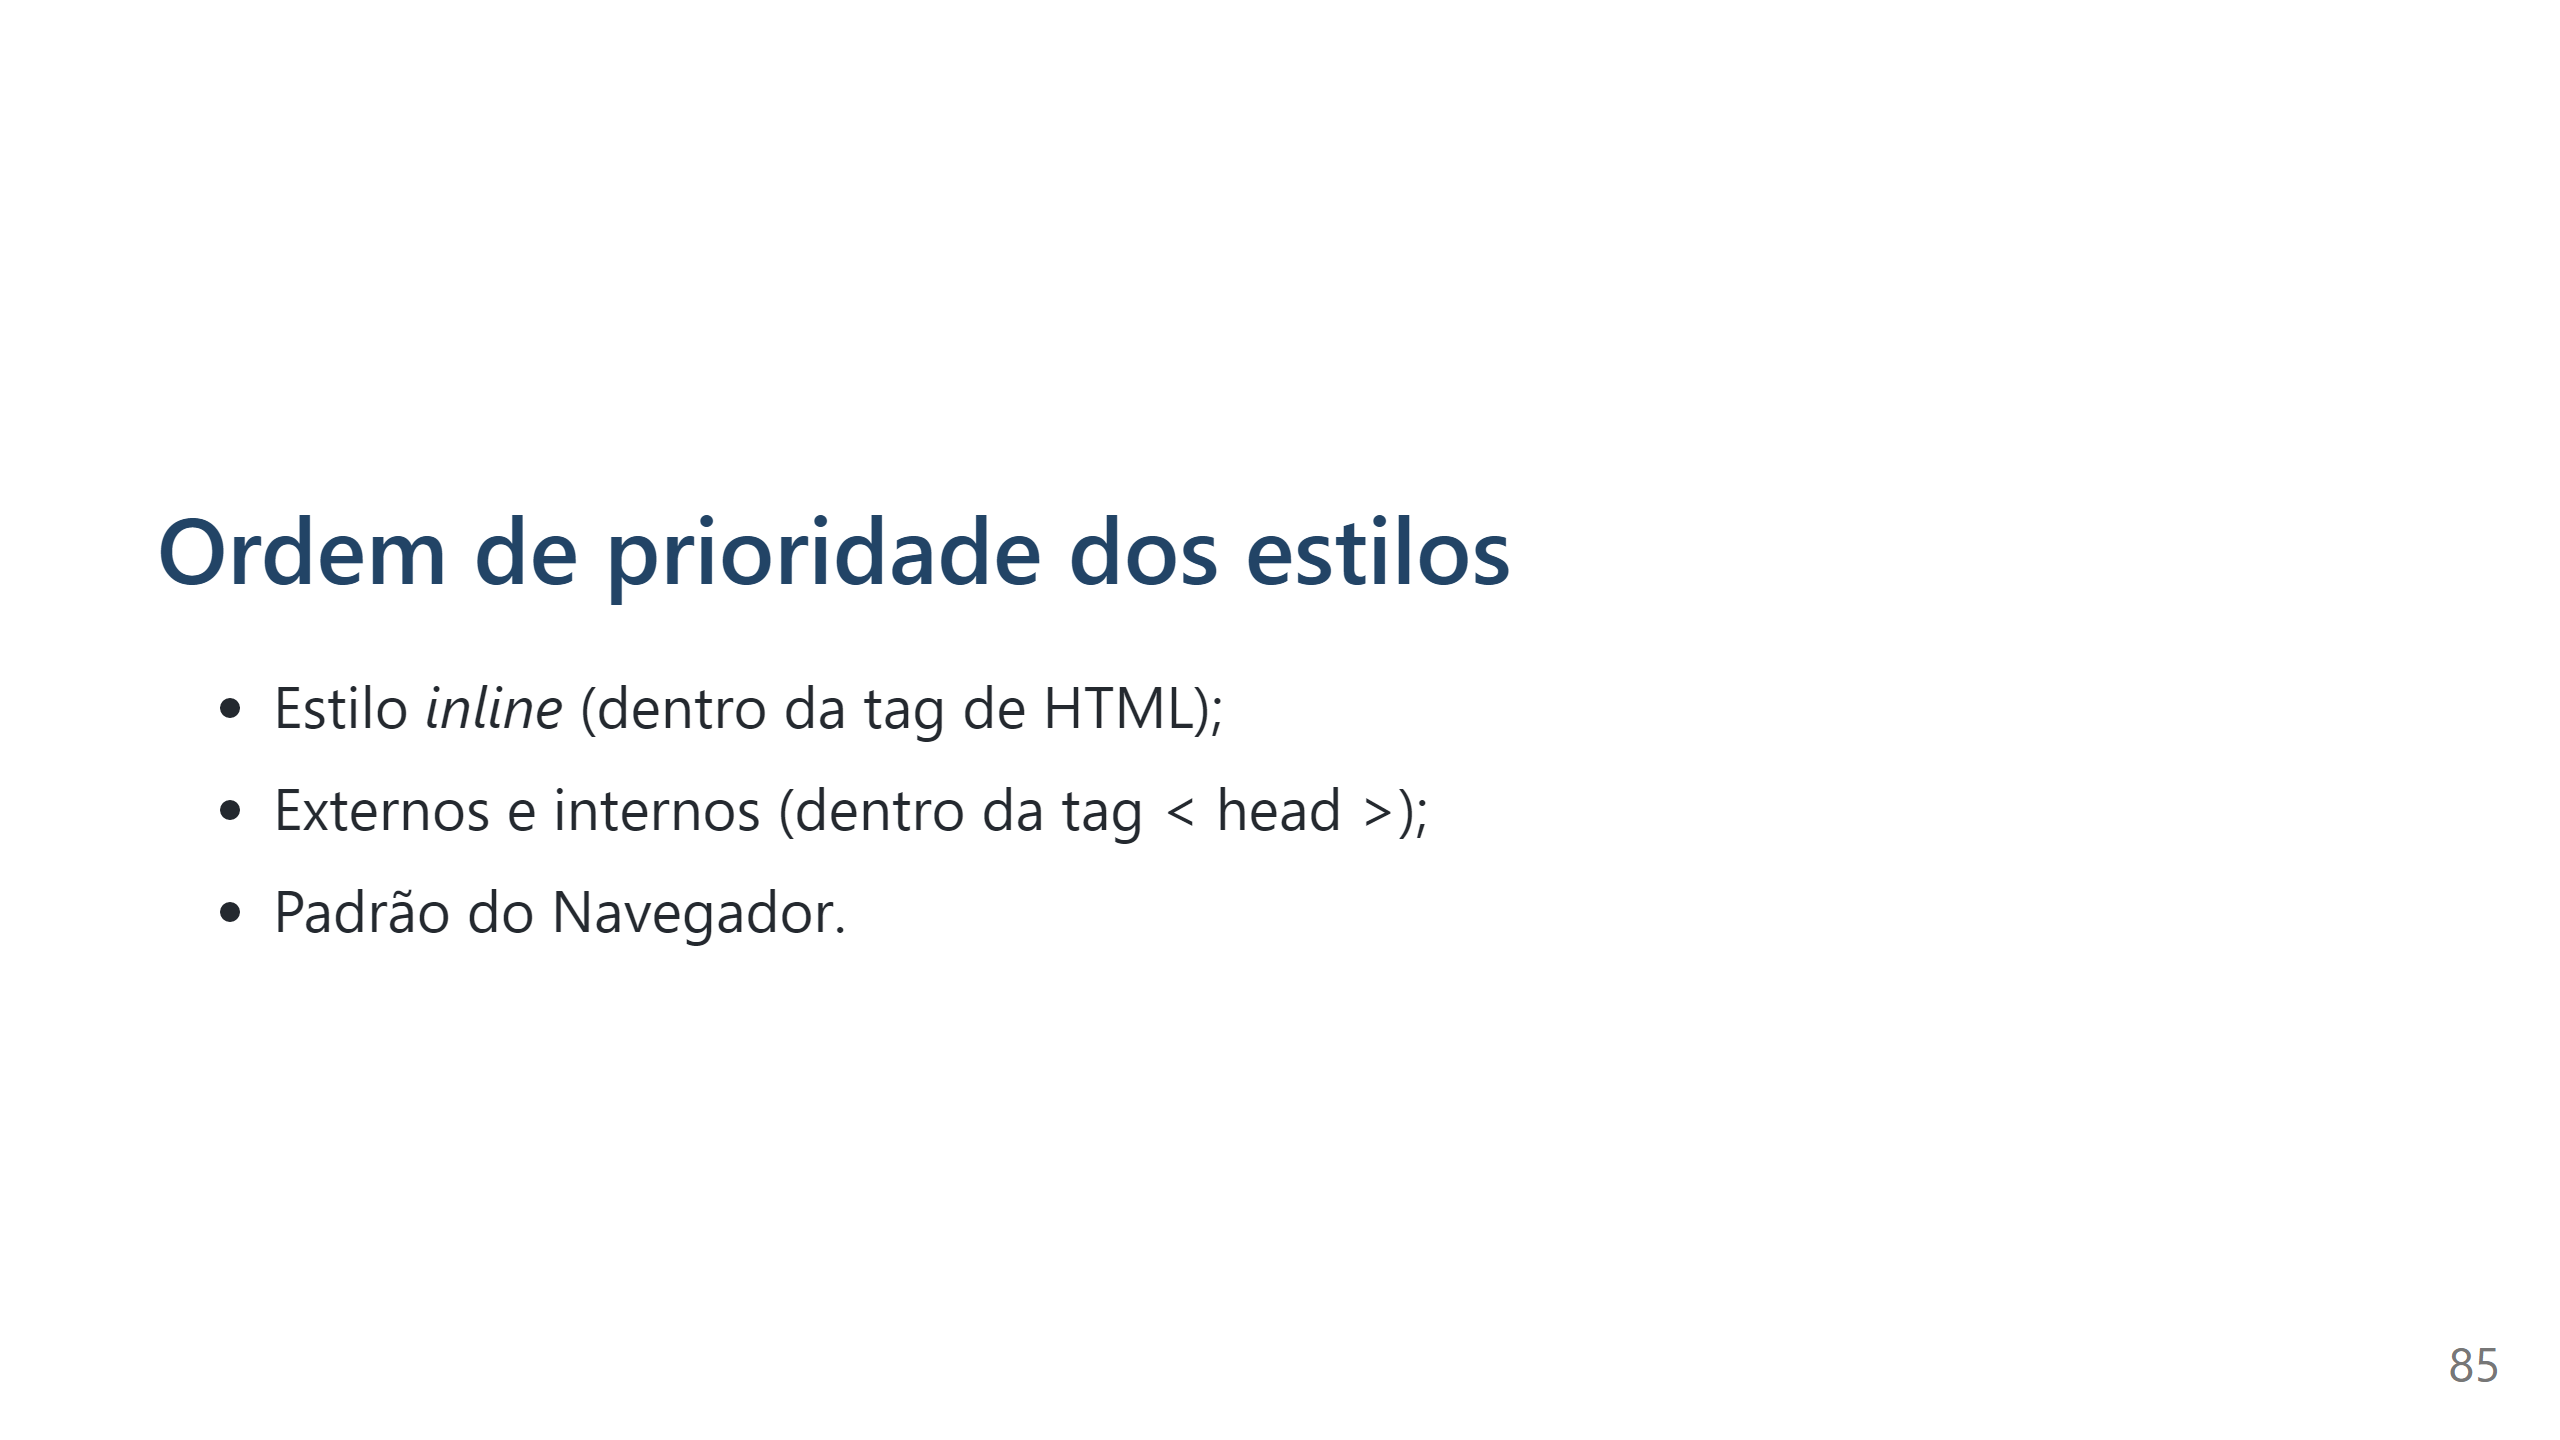 Ordem de prioridade dos estilos
• Estilo inline (dentro da tag de HTML);
• Externos e internos (dentro da tag < head >);
• Padrão do Navegador.
85